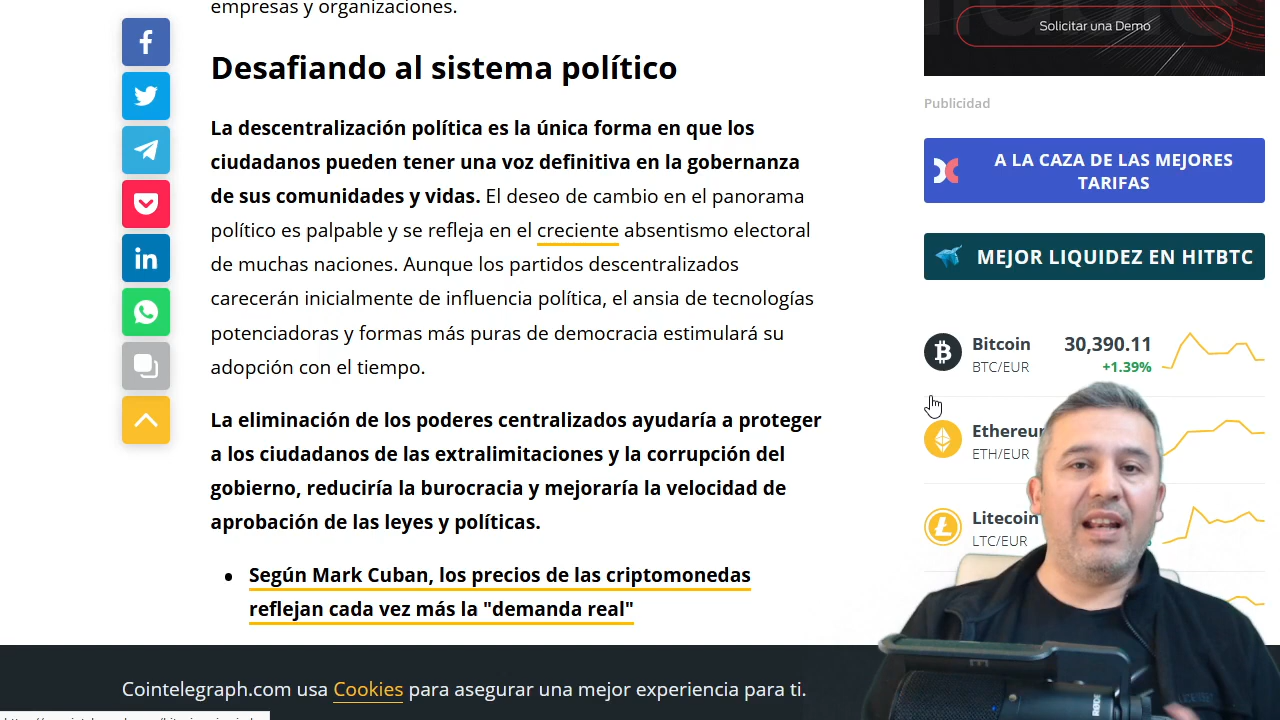 empresas y organizaciones.
Desafiando al sistema político
La descentralización política es la única forma en que los
ciudadanos pueden tener una voz definitiva en la gobernanza
de sus comunidades y vidas. El deseo de cambio en el panorama
político es palpable y se refleja en el creciente absentismo electoral
de muchas naciones. Aunque los partidos descentralizados
carecerán inicialmente de influencia política, el ansia de tecnologías
potenciadoras y formas más puras de democracia estimulará su
adopción con el tiempo.
La eliminación de los poderes centralizados ayudaría a proteger
a los ciudadanos de las extralimitaciones y la corrupción del
gobierno, reduciría la burocracia y mejoraría la velocidad de
aprobación de las leyes y políticas.
Según Mark Cuban, los precios de las criptomonedas
reflejan cada vez más la "demanda real"
Cointelegraph.com usa Cookies para asegurar una mejor experiencia para ti.
Solicitar una Demo
Publicidad
A LA CAZA DE LAS MEJORES
TARIFAS
MEJOR LIQUIDEZ EN HITBTC
Bitcoin 30,390.11
BTC/EUR +1.39%
Ethereu
ETH/EUR
Litecoin
LTC/EUR
RODE